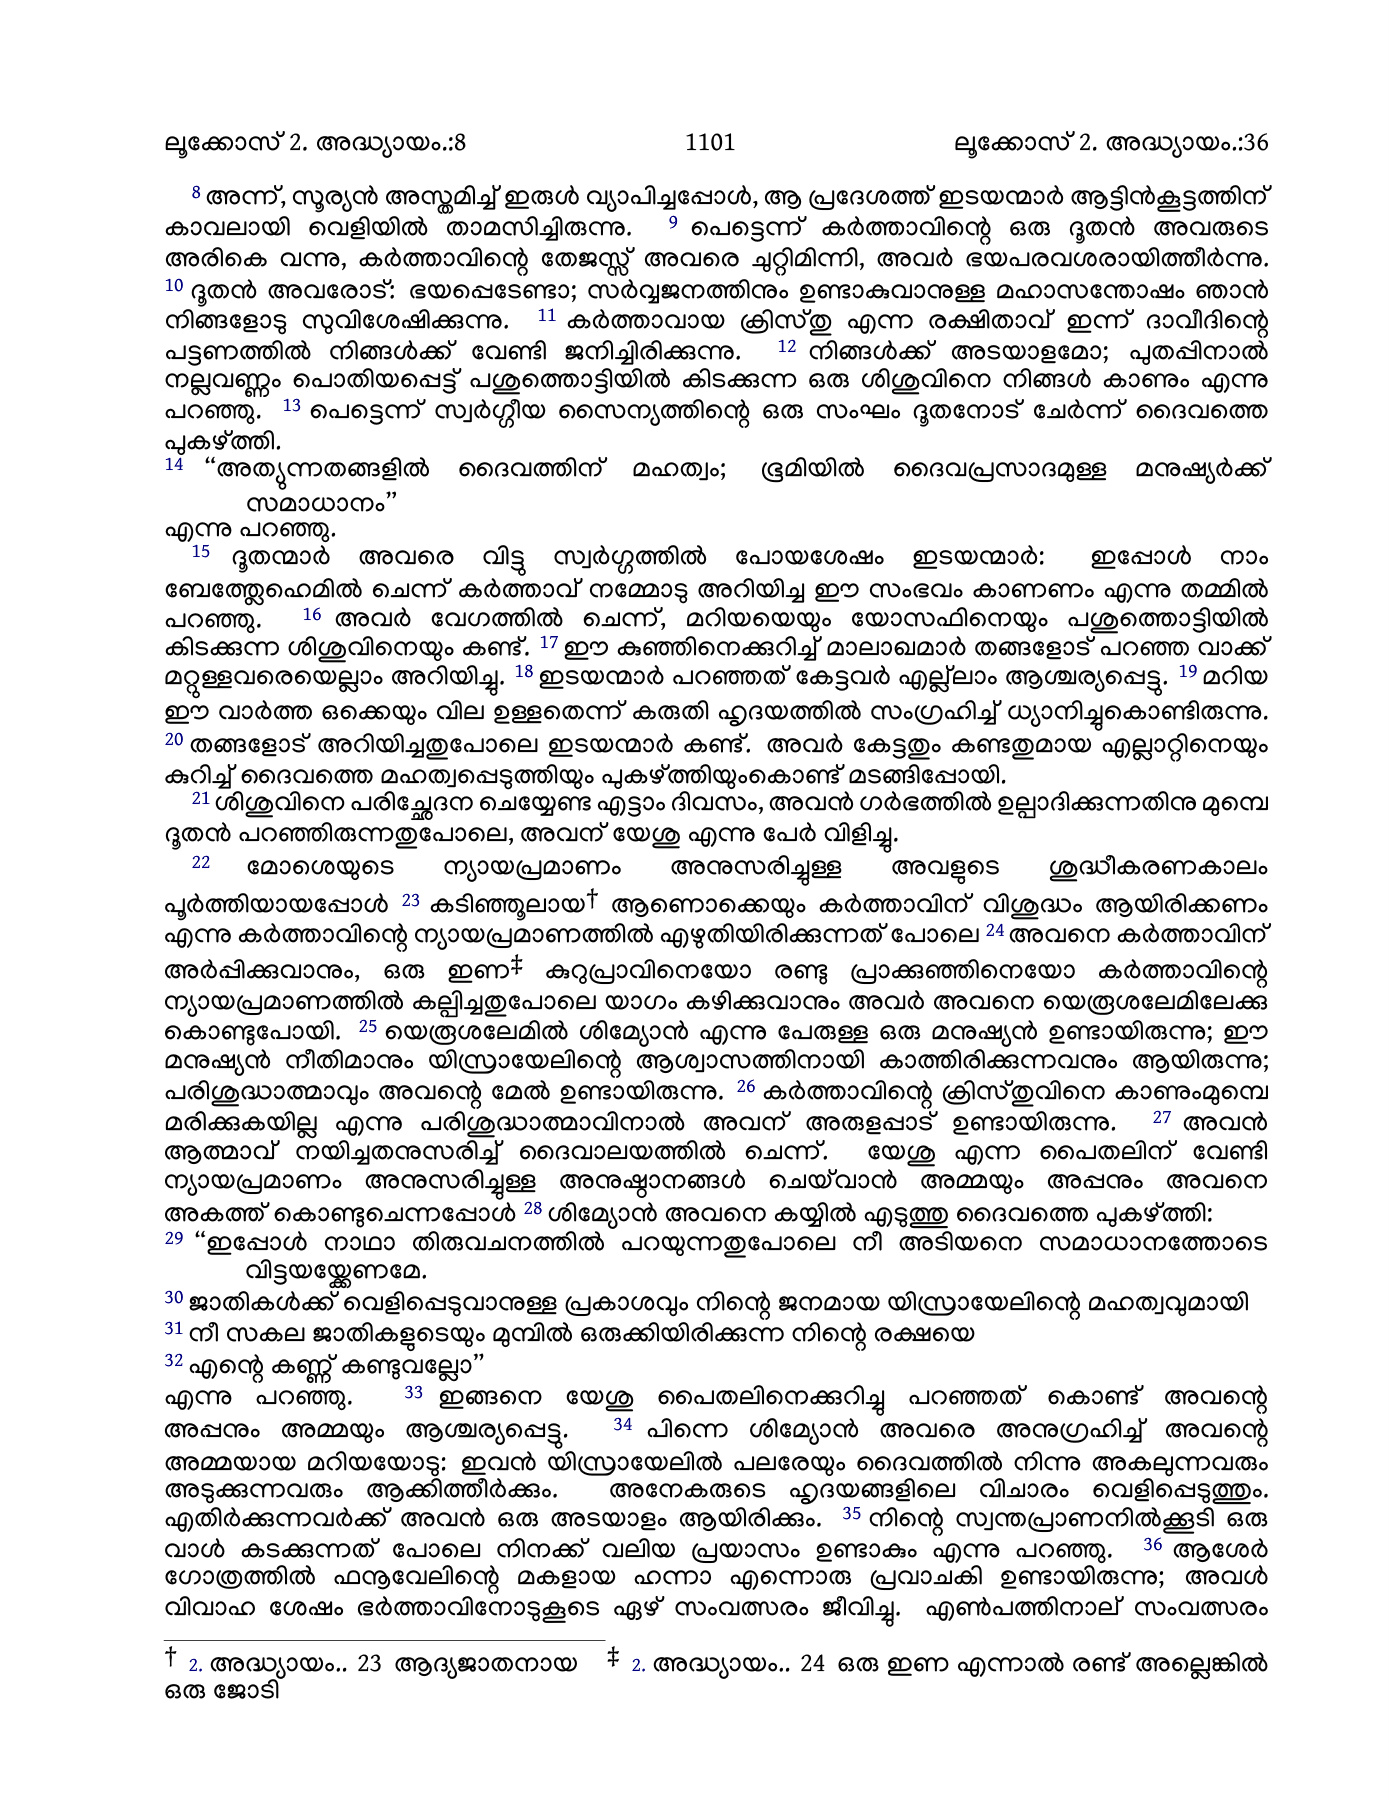 ലൂക്കോസ് 2. അദ്ധ്യായം.:8 1101 ലൂക്കോസ് 2. അദ്ധ്യായം.:36
8 അന്ന്, സൂര്യൻ അസ്തമിച്ച് ഇരുൾ വ്യാപിച്ചപ്പോൾ, ആ പ്രദേശത്ത് ഇടയന്മാർ ആട്ടിൻകൂട്ടത്തിന്
കാവലായി വെളിയിൽ താമസിച്ചിരുന്നു. 9 പെട്ടെന്ന് കർത്താവിന്റെ ഒരു ദൂതൻ അവരുടെ
അരികെ വന്നു, കർത്താവിന്റെ തേജസ്സ് അവരെ ചുറ്റിമിന്നി, അവർ ഭയപരവശരായിത്തീർന്നു.
10 ദൂതൻ അവരോട്: ഭയപ്പെടേണ്ടാ; സർവ്വജനത്തിനും ഉണ്ടാകുവാനുള്ള മഹാസന്തോഷം ഞാൻ
നിങ്ങളോടു സുവിശേഷിക്കുന്നു. 11 കർത്താവായ ക്രിസ്തു എന്ന രക്ഷിതാവ് ഇന്ന് ദാവീദിന്റെ
പട്ടണത്തിൽ നിങ്ങൾക്ക് വേണ്ടി ജനിച്ചിരിക്കുന്നു. 12 നിങ്ങൾക്ക് അടയാളമോ; പുതപ്പിനാൽ
നല്ലവണ്ണം പൊതിയപ്പെട്ട് പശുത്തൊട്ടിയിൽ കിടക്കുന്ന ഒരു ശിശുവിനെ നിങ്ങൾ കാണും എന്നു
പറഞ്ഞു. 13 പെട്ടെന്ന് സ്വർഗ്ഗീയ സൈന്യത്തിന്റെ ഒരു സംഘം ദൂതനോട് ചേർന്ന് ദൈവത്തെ
പുകഴ്ത്തി.
14 “അത്യുന്നതങ്ങളിൽ ദൈവത്തിന് മഹത്വം; ഭൂമിയിൽ ദൈവപ്രസാദമുള്ള മനുഷ്യർക്ക്
സമാധാനം”
എന്നു പറഞ്ഞു.
15 ദൂതന്മാർ അവരെ വിട്ടു സ്വർഗ്ഗത്തിൽ പോയശേഷം ഇടയന്മാർ: ഇപ്പോൾ നാം
ബേത്ത്ലേഹെമിൽ ചെന്ന് കർത്താവ് നമ്മോടു അറിയിച്ച ഈ സംഭവം കാണണം എന്നു തമ്മിൽ
പറഞ്ഞു. 16 അവർ വേഗത്തിൽ ചെന്ന്, മറിയയെയും യോസഫിനെയും പശുത്തൊട്ടിയിൽ
കിടക്കുന്ന ശിശുവിനെയും കണ്ട്. 17 ഈ കുഞ്ഞിനെക്കുറിച്ച് മാലാഖമാർ തങ്ങളോട് പറഞ്ഞ വാക്ക്
മറ്റുള്ളവരെയെല്ലാം അറിയിച്ചു. 18 ഇടയന്മാർ പറഞ്ഞത് കേട്ടവർ എല്ല്ലാം ആശ്ചര്യപ്പെട്ടു. 19 മറിയ
ഈ വാർത്ത ഒക്കെയും വില ഉള്ളതെന്ന് കരുതി ഹൃദയത്തിൽ സംഗ്രഹിച്ച് ധ്യാനിച്ചുകൊണ്ടിരുന്നു.
20 തങ്ങളോട് അറിയിച്ചതുപോലെ ഇടയന്മാർ കണ്ട്. അവർ കേട്ടതും കണ്ടതുമായ എല്ലാറ്റിനെയും
കുറിച്ച് ദൈവത്തെ മഹത്വപ്പെടുത്തിയും പുകഴ്ത്തിയുംകൊണ്ട് മടങ്ങിപ്പോയി.
21 ശിശുവിനെ പരിച്ഛേദന ചെയ്യേണ്ട എട്ടാം ദിവസം, അവൻ ഗർഭത്തിൽ ഉല്പാദിക്കുന്നതിനു മുമ്പെ
ദൂതൻ പറഞ്ഞിരുന്നതുപോലെ, അവന് യേശു എന്നു പേർ വിളിച്ചു.
22 മോശെയുടെ ന്യായപ്രമാണം അനുസരിച്ചുള്ള അവളുടെ ശുദ്ധീകരണകാലം
പൂർത്തിയായപ്പോൾ 23 കടിഞ്ഞൂലായ† ആണൊക്കെയും കർത്താവിന് വിശുദ്ധം ആയിരിക്കണം
എന്നു കർത്താവിന്റെ ന്യായപ്രമാണത്തിൽ എഴുതിയിരിക്കുന്നത് പോലെ 24 അവനെ കർത്താവിന്
അർപ്പിക്കുവാനും, ഒരു ഇണ‡ കുറുപ്രാവിനെയോ രണ്ടു പ്രാക്കുഞ്ഞിനെയോ കർത്താവിന്റെ
ന്യായപ്രമാണത്തിൽ കല്പിച്ചതുപോലെ യാഗം കഴിക്കുവാനും അവർ അവനെ യെരൂശലേമിലേക്കു
കൊണ്ടുപോയി. 25 യെരൂശലേമിൽ ശിമ്യോൻ എന്നു പേരുള്ള ഒരു മനുഷ്യൻ ഉണ്ടായിരുന്നു; ഈ
മനുഷ്യൻ നീതിമാനും യിസ്രായേലിന്റെ ആശ്വാസത്തിനായി കാത്തിരിക്കുന്നവനും ആയിരുന്നു;
പരിശുദ്ധാത്മാവും അവന്റെ മേൽ ഉണ്ടായിരുന്നു. 26 കർത്താവിന്റെ ക്രിസ്തുവിനെ കാണുംമുമ്പെ
മരിക്കുകയില്ല എന്നു പരിശുദ്ധാത്മാവിനാൽ അവന് അരുളപ്പാട് ഉണ്ടായിരുന്നു. 27 അവൻ
ആത്മാവ് നയിച്ചതനുസരിച്ച് ദൈവാലയത്തിൽ ചെന്ന്. യേശു എന്ന പൈതലിന് വേണ്ടി
ന്യായപ്രമാണം അനുസരിച്ചുള്ള അനുഷ്ഠാനങ്ങൾ ചെയ്‌വാൻ അമ്മയും അപ്പനും അവനെ
അകത്ത് കൊണ്ടുചെന്നപ്പോൾ 28 ശിമ്യോൻ അവനെ കയ്യിൽ എടുത്തു ദൈവത്തെ പുകഴ്ത്തി:
29 “ഇപ്പോൾ നാഥാ തിരുവചനത്തിൽ പറയുന്നതുപോലെ നീ അടിയനെ സമാധാനത്തോടെ
വിട്ടയയ്ക്കേണമേ.
30 ജാതികൾക്ക് വെളിപ്പെടുവാനുള്ള പ്രകാശവും നിന്റെ ജനമായ യിസ്രായേലിന്റെ മഹത്വവുമായി
31 നീ സകല ജാതികളുടെയും മുമ്പിൽ ഒരുക്കിയിരിക്കുന്ന നിന്റെ രക്ഷയെ
32 എന്റെ കണ്ണ് കണ്ടുവല്ലോ”
എന്നു പറഞ്ഞു. 33 ഇങ്ങനെ യേശു പൈതലിനെക്കുറിച്ചു പറഞ്ഞത് കൊണ്ട് അവന്റെ
അപ്പനും അമ്മയും ആശ്ചര്യപ്പെട്ടു. 34 പിന്നെ ശിമ്യോൻ അവരെ അനുഗ്രഹിച്ച് അവന്റെ
അമ്മയായ മറിയയോടു: ഇവൻ യിസ്രായേലിൽ പലരേയും ദൈവത്തിൽ നിന്നു അകലുന്നവരും
അടുക്കുന്നവരും ആക്കിത്തീർക്കും. അനേകരുടെ ഹൃദയങ്ങളിലെ വിചാരം വെളിപ്പെടുത്തും.
എതിർക്കുന്നവർക്ക് അവൻ ഒരു അടയാളം ആയിരിക്കും. 35 നിന്റെ സ്വന്തപ്രാണനിൽക്കൂടി ഒരു
വാൾ കടക്കുന്നത് പോലെ നിനക്ക് വലിയ പ്രയാസം ഉണ്ടാകും എന്നു പറഞ്ഞു. 36 ആശേർ
ഗോത്രത്തിൽ ഫനൂവേലിന്റെ മകളായ ഹന്നാ എന്നൊരു പ്രവാചകി ഉണ്ടായിരുന്നു; അവൾ
വിവാഹ ശേഷം ഭർത്താവിനോടുകൂടെ ഏഴ് സംവത്സരം ജീവിച്ചു. എൺപത്തിനാല് സംവത്സരം
† 2. അദ്ധ്യായം.. 23 ആദ്യജാതനായ ‡ 2. അദ്ധ്യായം.. 24 ഒരു ഇണ എന്നാൽ രണ്ട് അല്ലെങ്കിൽ
ഒരു ജോടി